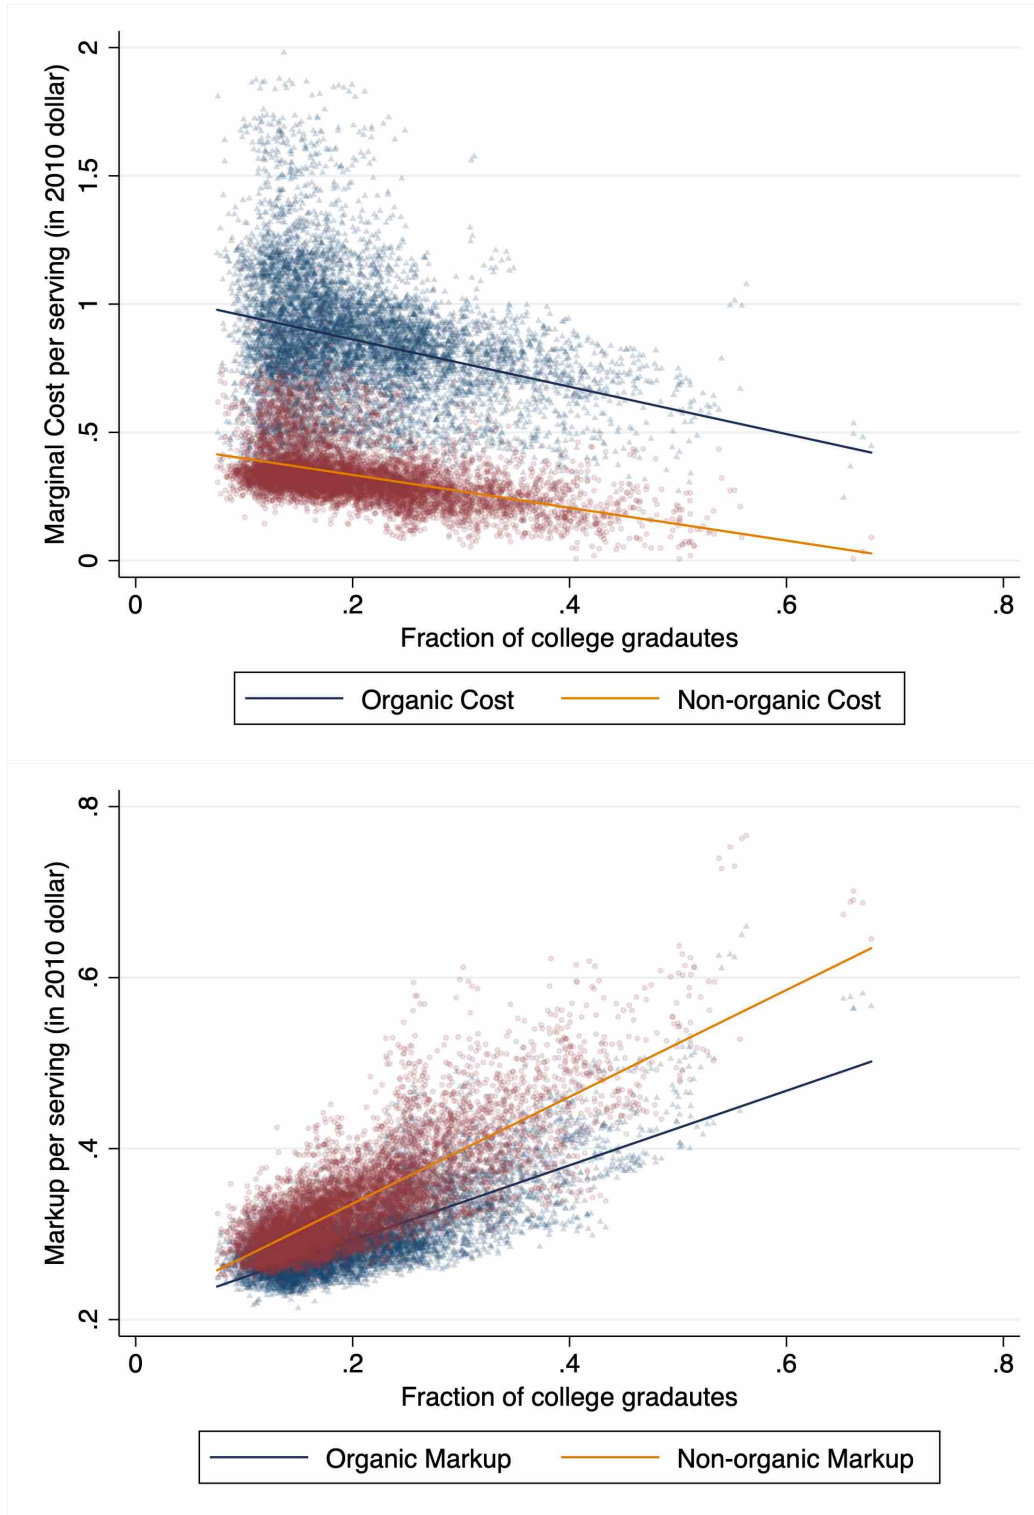 Marginal Cost per serving (in 2010 dollar)
2
1.5
1
.5
0
0 .2 .4 .6 .8
Fraction of college gradautes
Organic Cost Non-organic Cost
Markup per serving (in 2010 dollar)
.8
.6
.4
.2
0 .2 .4 .6 .8
Fraction of college gradautes
Organic Markup Non-organic Markup